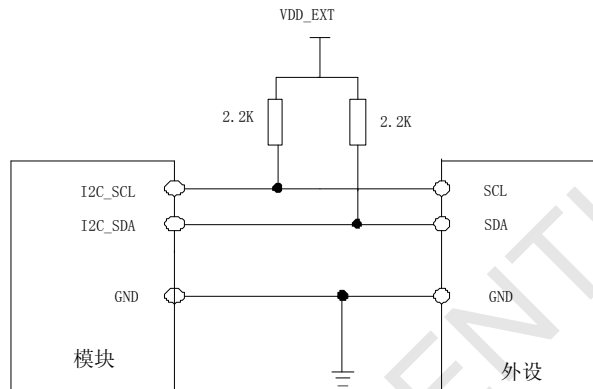 VDD_EXT
2.2K
2.2K
I2C_SCL
SCL
I2C_SDA
SDA
GND
GND
模块
外设